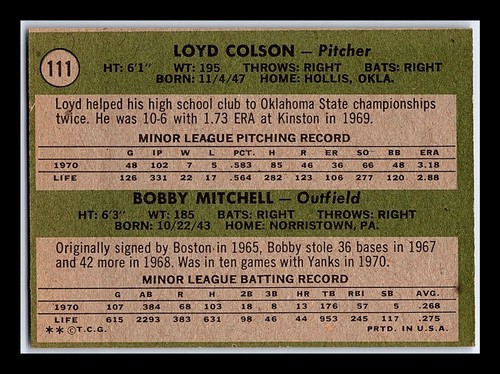 111
LOYD COLSON — Pitcher
HT: 6'1" WT: 195 THROWS: RIGHT BATS: RIGHT
BORN: 11/4/47 HOME: HOLLIS, OKLA.
Loyd helped his high school club to Oklahoma State championships
twice. He was 10-6 with 1.73 ERA at Kinston in 1969.
MINOR LEAGUE PITCHING RECORD
G IP W L PCT. H R ER SO BB ERA
1970 48 102 7 5 .583 85 46 36 66 48 3.18
LIFE 126 331 22 17 .564 282 123 106 277 120 2.88
BOBBY MITCHELL — Outfield
HT: 6'3" WT: 185 BATS: RIGHT THROWS: RIGHT
BORN: 10/22/43 HOME: NORRISTOWN, PA.
Originally signed by Boston in 1965, Bobby stole 36 bases in 1967
and 42 more in 1968. Was in ten games with Yanks in 1970.
MINOR LEAGUE BATTING RECORD
G AB R H 2B 3B HR TB RBI SB AVG.
1970 107 384 68 103 18 8 13 176 57 5 .268
LIFE 615 2293 383 631 98 46 44 953 245 117 .275
** © T.C.G. PRTD. IN U.S.A.